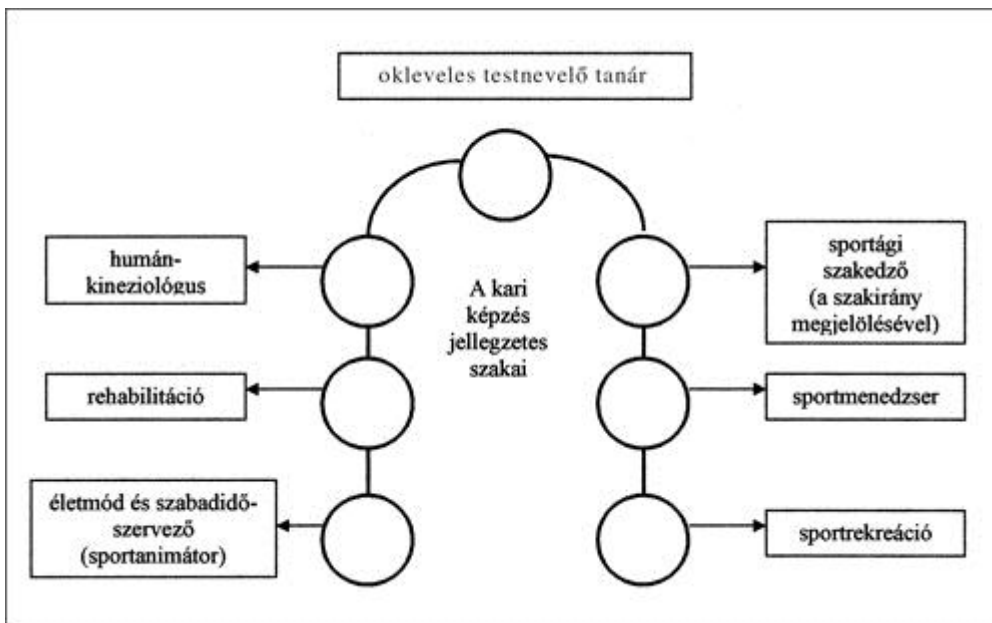 okleveles testnevelő tanár
humán-
kineziológus
rehabilitáció
életmód és szabadidő-
szervező
(sportanimátor)
A kari
képzés
jellegzetes
szakai
sportági
szakedző
(a szakirány
megjelölésével)
sportmenedzser
sportrekreáció